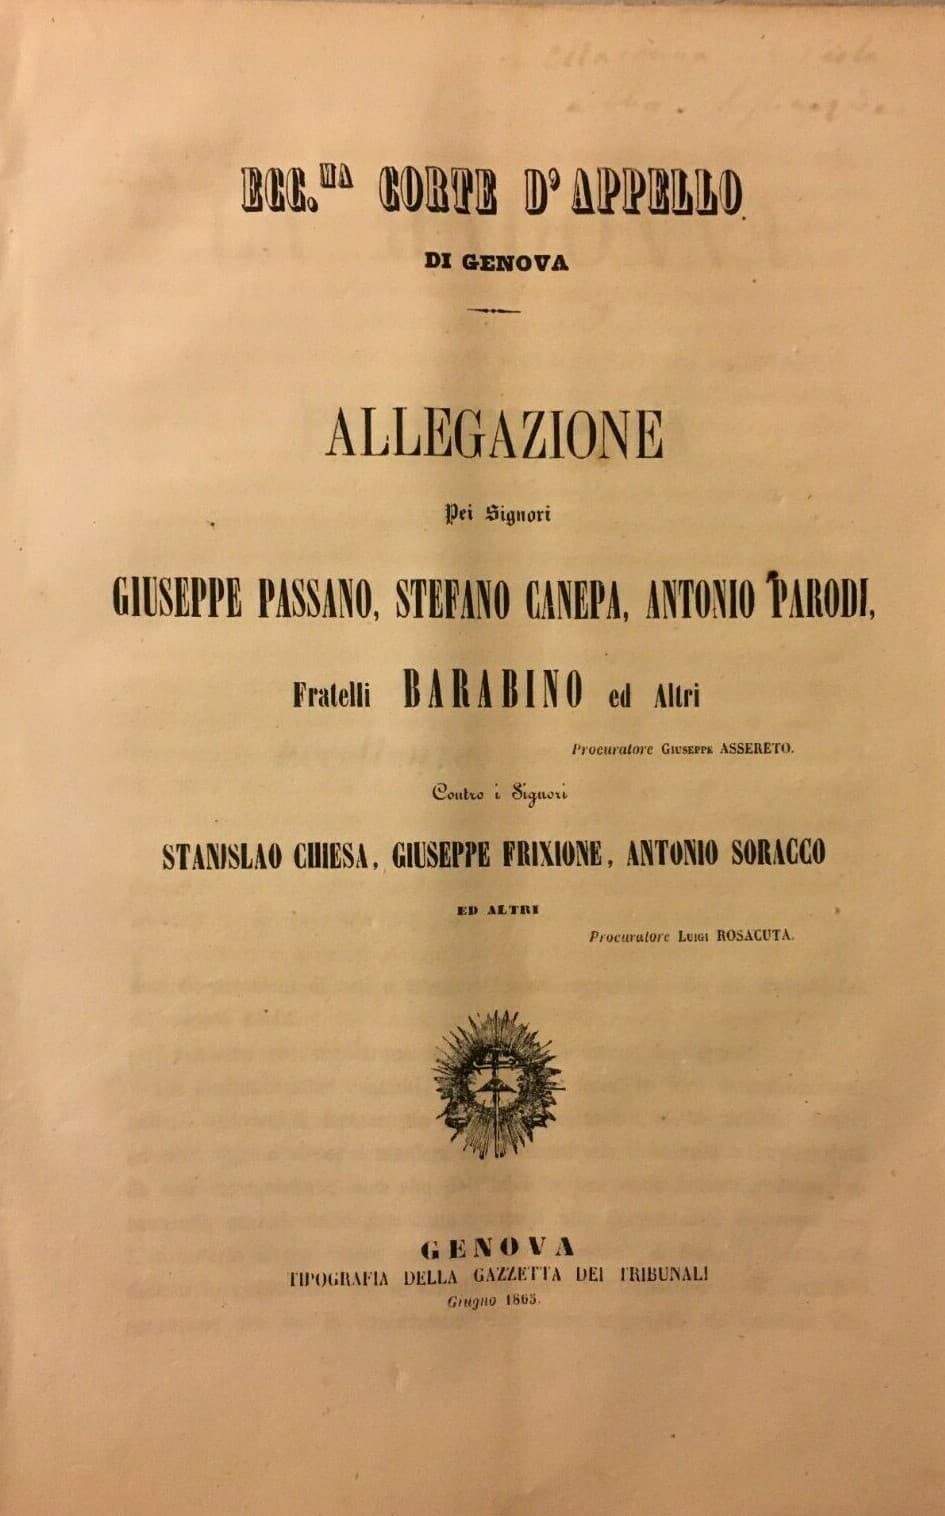 ECC.MA CORTE D'APPELLO
DI GENOVA
ALLEGAZIONE
Pei Signori
GIUSEPPE PASSANO, STEFANO CANEPA, ANTONIO PARODI,
Fratelli BARABINO ed Altri
Procuratore GIUSEPPE ASSERETO.
Contro i Signori
STANISLAO CHIESA, GIUSEPPE FRIXIONE, ANTONIO SORACCO
ED ALTRI
Procuratore LUIGI ROSACUTA.
GENOVA
TIPOGRAFIA DELLA GAZZETTA DEI TRIBUNALI
Giugno 1865.